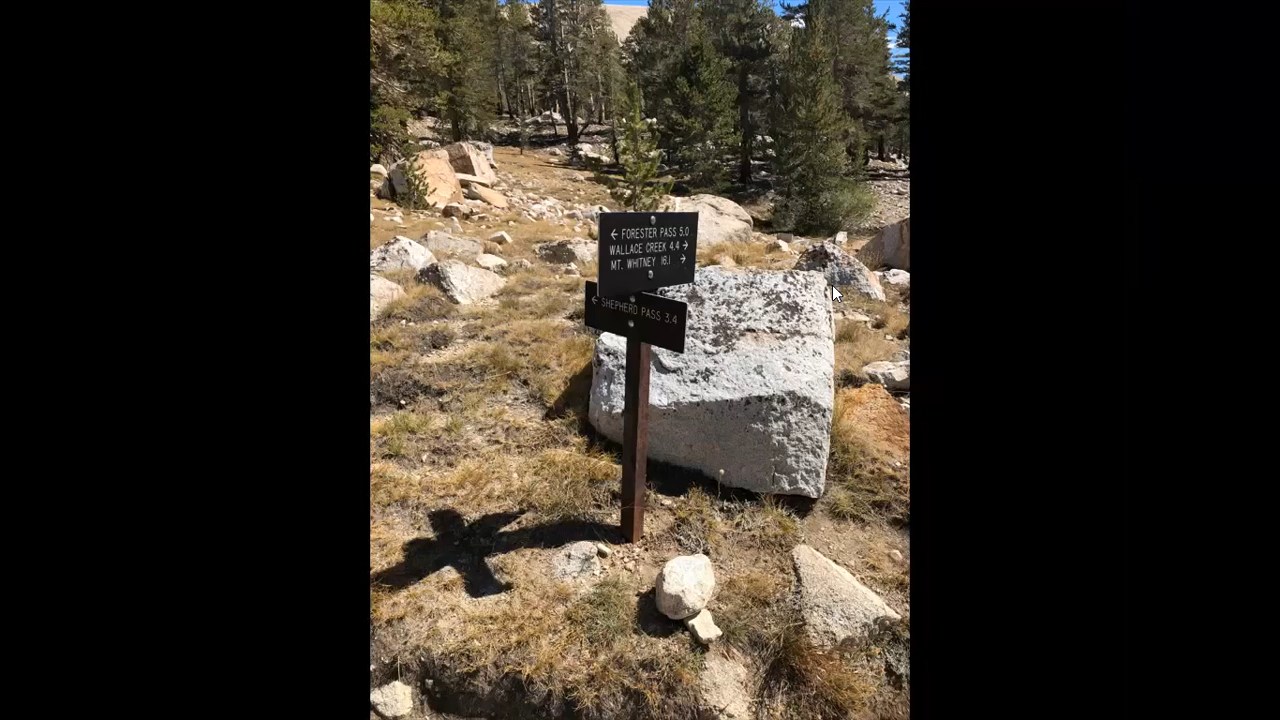 ← FORESTER PASS 5.0
WALLACE CREEK 4.4 →
MT. WHITNEY 16.1 →
← SHEPHERD PASS 3.4